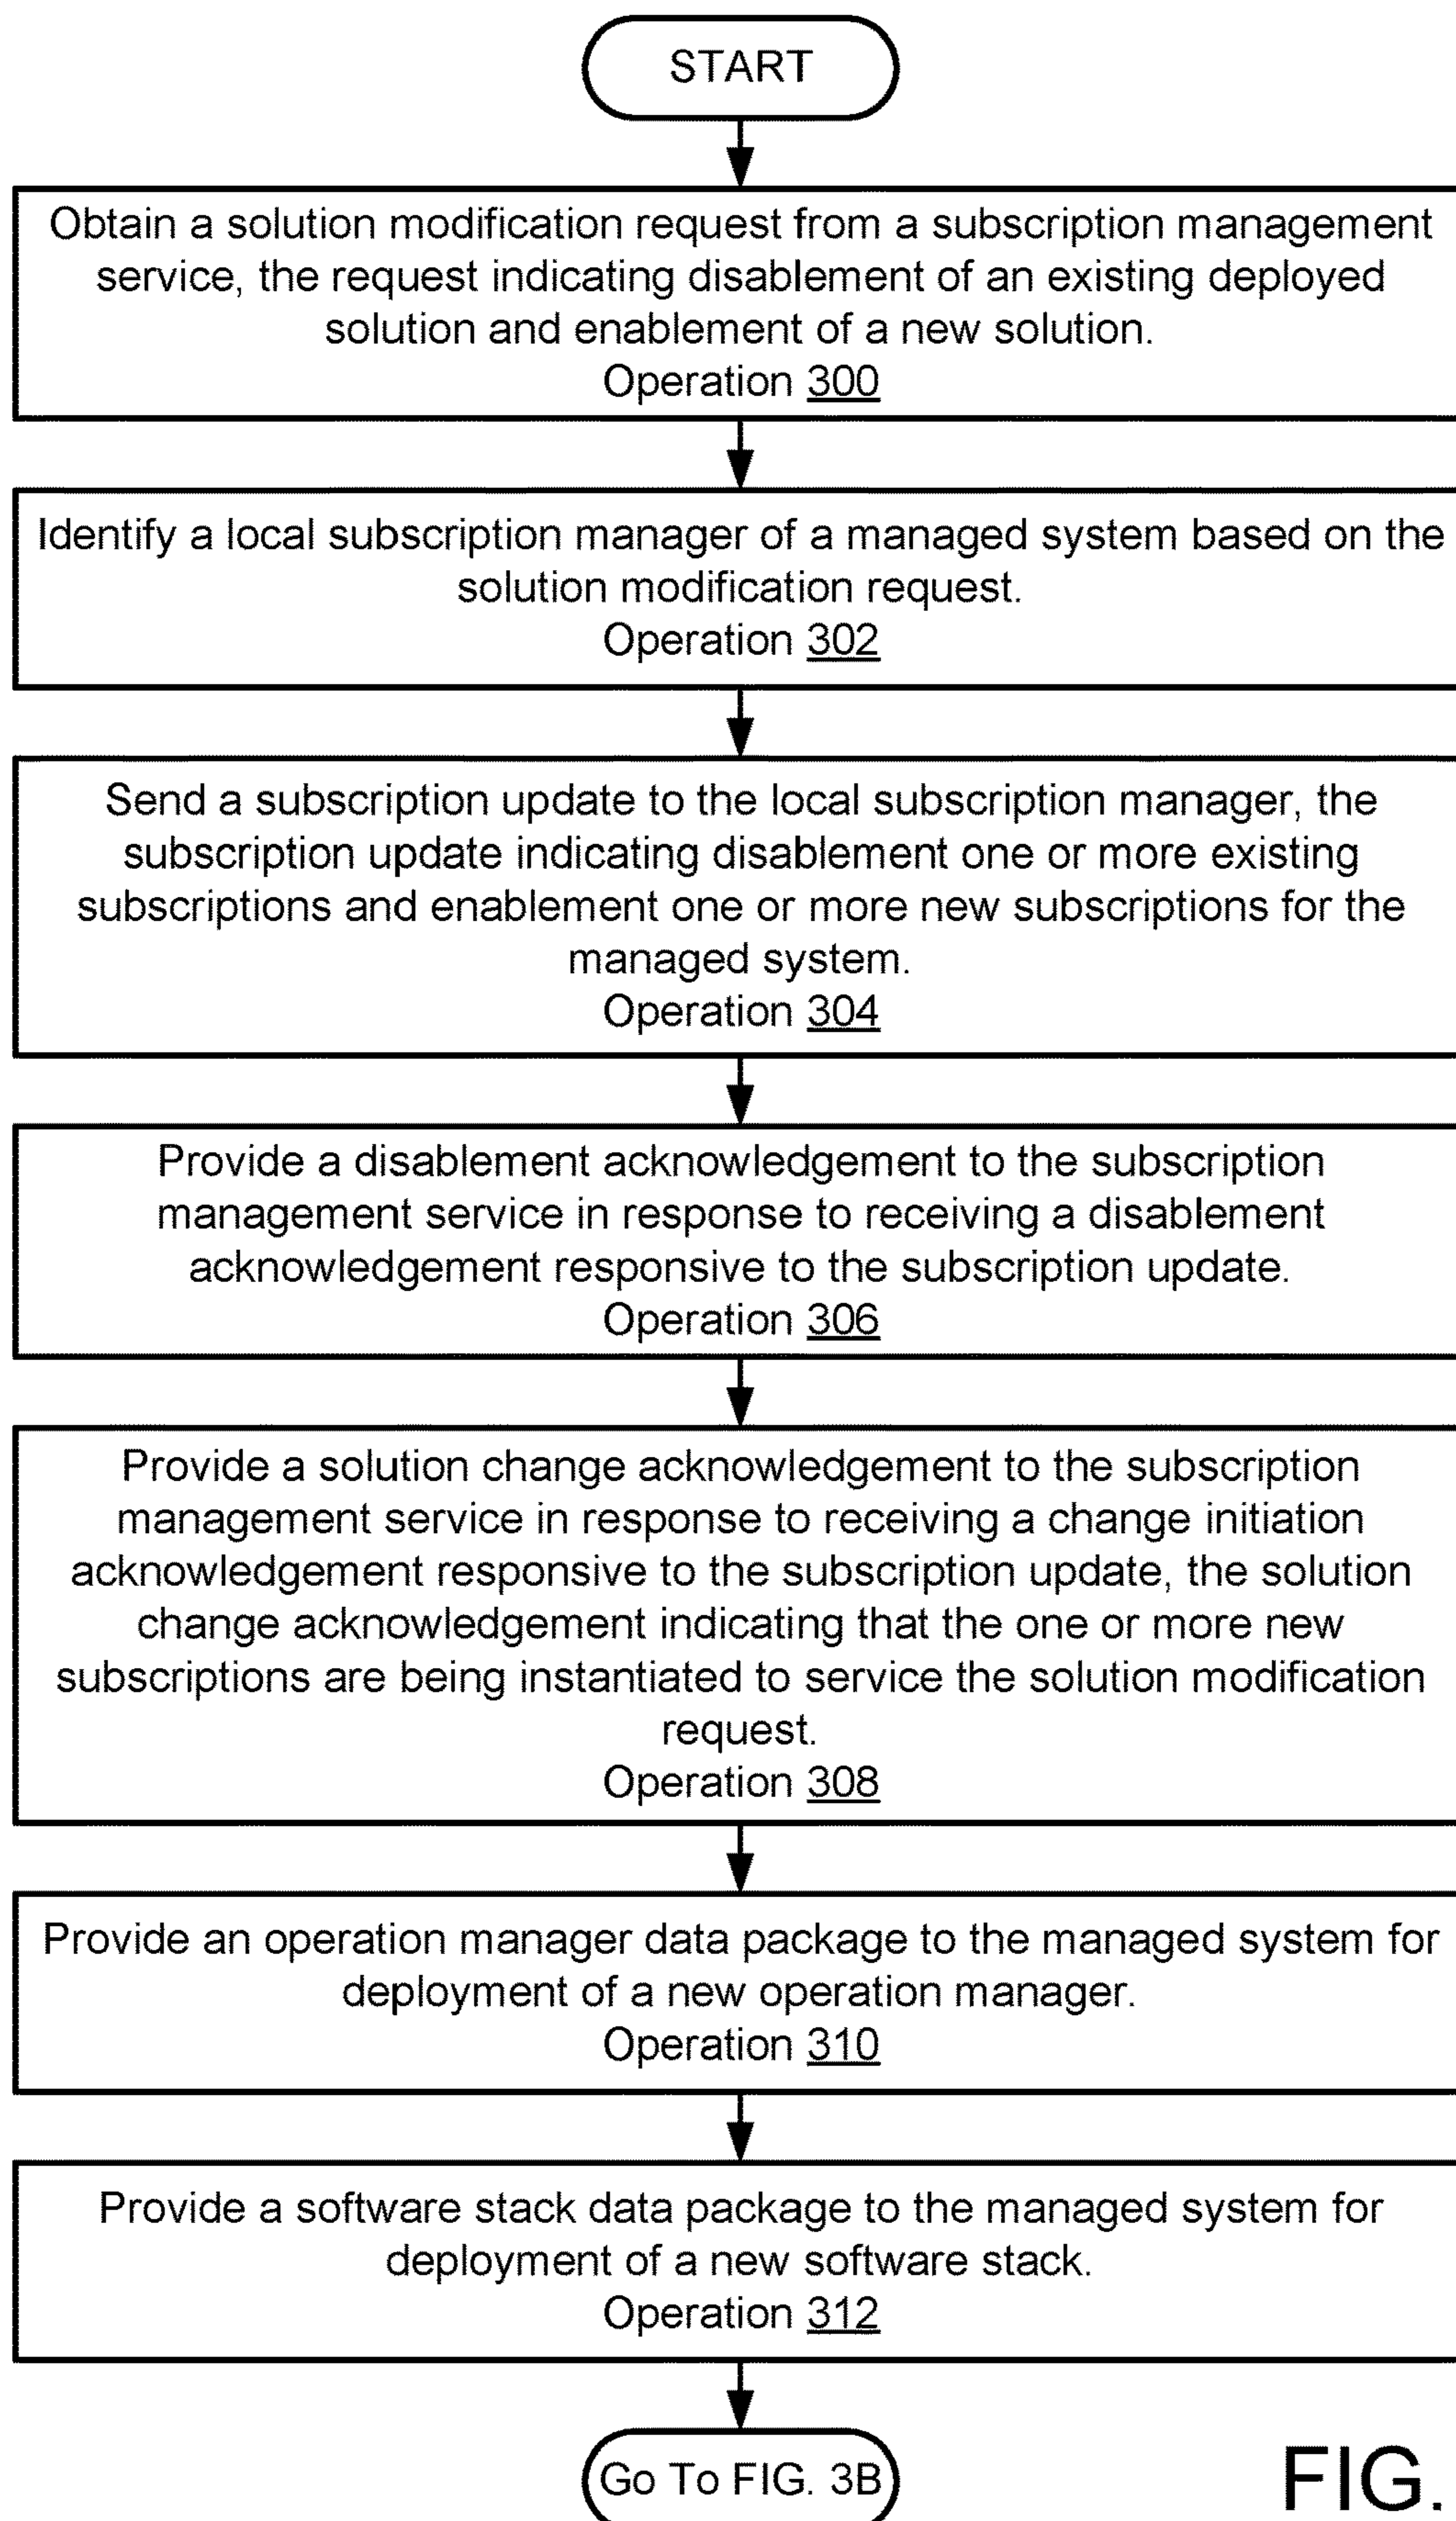 START
Obtain a solution modification request from a subscription management
service, the request indicating disablement of an existing deployed
solution and enablement of a new solution.
Operation 300
Identify a local subscription manager of a managed system based on the
solution modification request.
Operation 302
Send a subscription update to the local subscription manager, the
subscription update indicating disablement one or more existing
subscriptions and enablement one or more new subscriptions for the
managed system.
Operation 304
Provide a disablement acknowledgement to the subscription
management service in response to receiving a disablement
acknowledgement responsive to the subscription update.
Operation 306
Provide a solution change acknowledgement to the subscription
management service in response to receiving a change initiation
acknowledgement responsive to the subscription update, the solution
change acknowledgement indicating that the one or more new
subscriptions are being instantiated to service the solution modification
request.
Operation 308
Provide an operation manager data package to the managed system for
deployment of a new operation manager.
Operation 310
Provide a software stack data package to the managed system for
deployment of a new software stack.
Operation 312
Go To FIG. 3B
FIG.